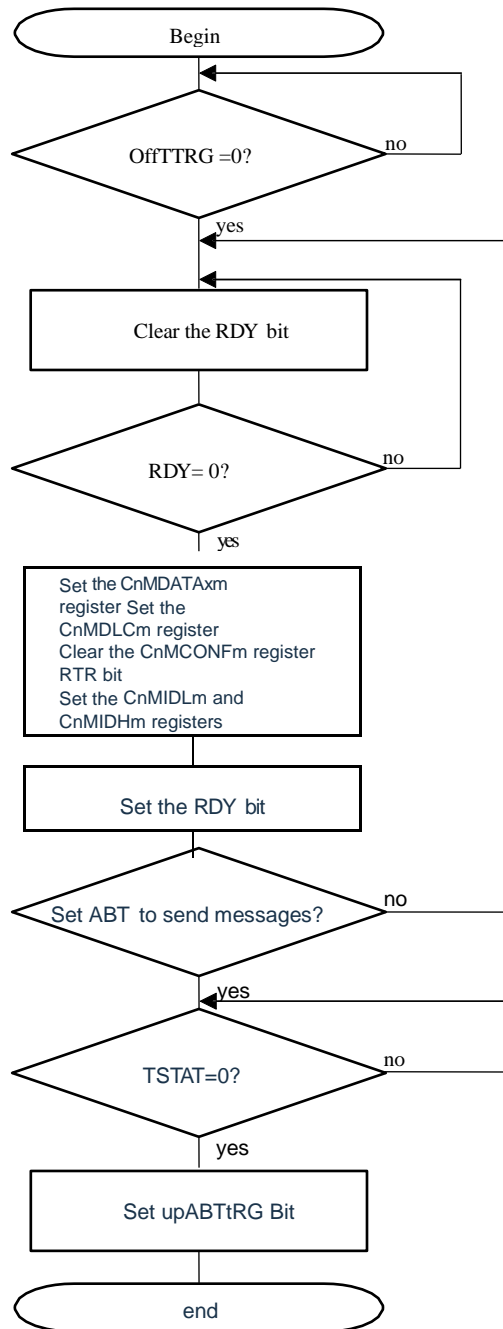 Begin
OffTTRG =0?
no
yes
Clear the RDY bit
RDY= 0?
no
yes
Set the CnMDATAxm
register Set the
CnMDLCm register
Clear the CnMCONFm register
RTR bit
Set the CnMIDLm and
CnMIDHm registers
Set the RDY bit
Set ABT to send messages?
no
yes
TSTAT=0?
no
yes
Set upABTtRG Bit
end